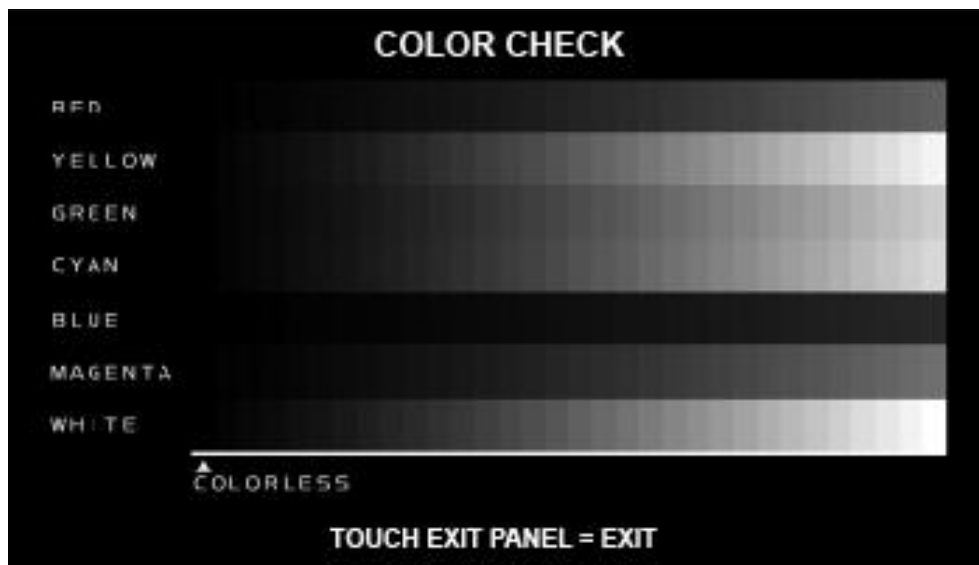 COLOR CHECK
RED
YELLOW
GREEN
CYAN
BLUE
MAGENTA
WHITE
COLORLESS
TOUCH EXIT PANEL = EXIT